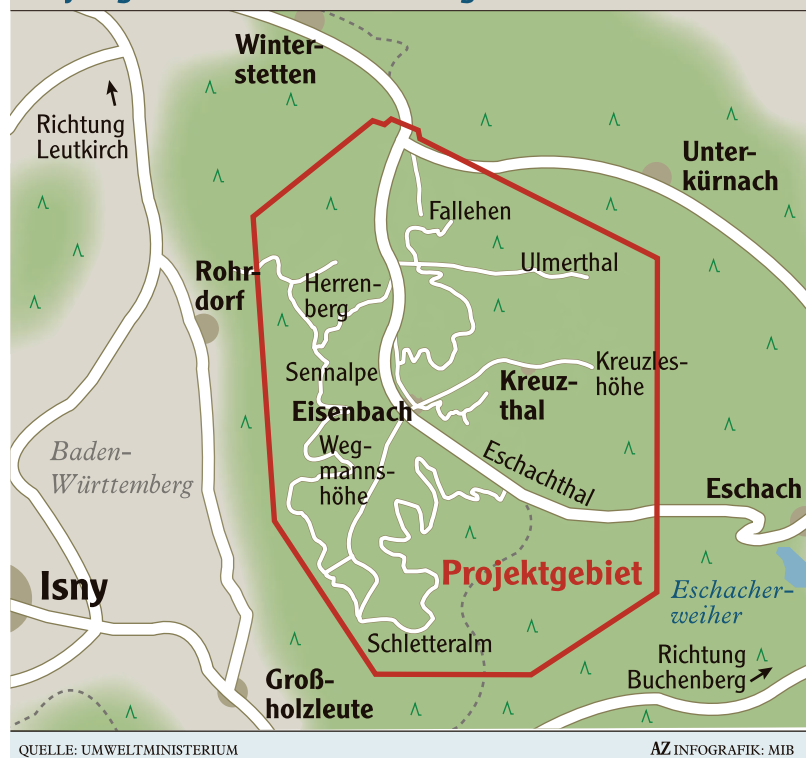 Winter-
stetten
Richtung
Leutkirch
Unter-
kürnach
Fallehen
Ulmerthal
Rohr-
dorf
Herren-
berg
Sennalpe
Kreuzles-
höhe
Kreuz-
thal
Eisenbach
Weg-
manns-
höhe
Baden-
Württemberg
Eschachthal
Eschach
Isny
Projektgebiet
Eschacher-
weiher
Schletteralm
Richtung
Buchenberg
Groß-
holzleute
QUELLE: UMWELTMINISTERIUM
AZ INFOGRAFIK: MIB